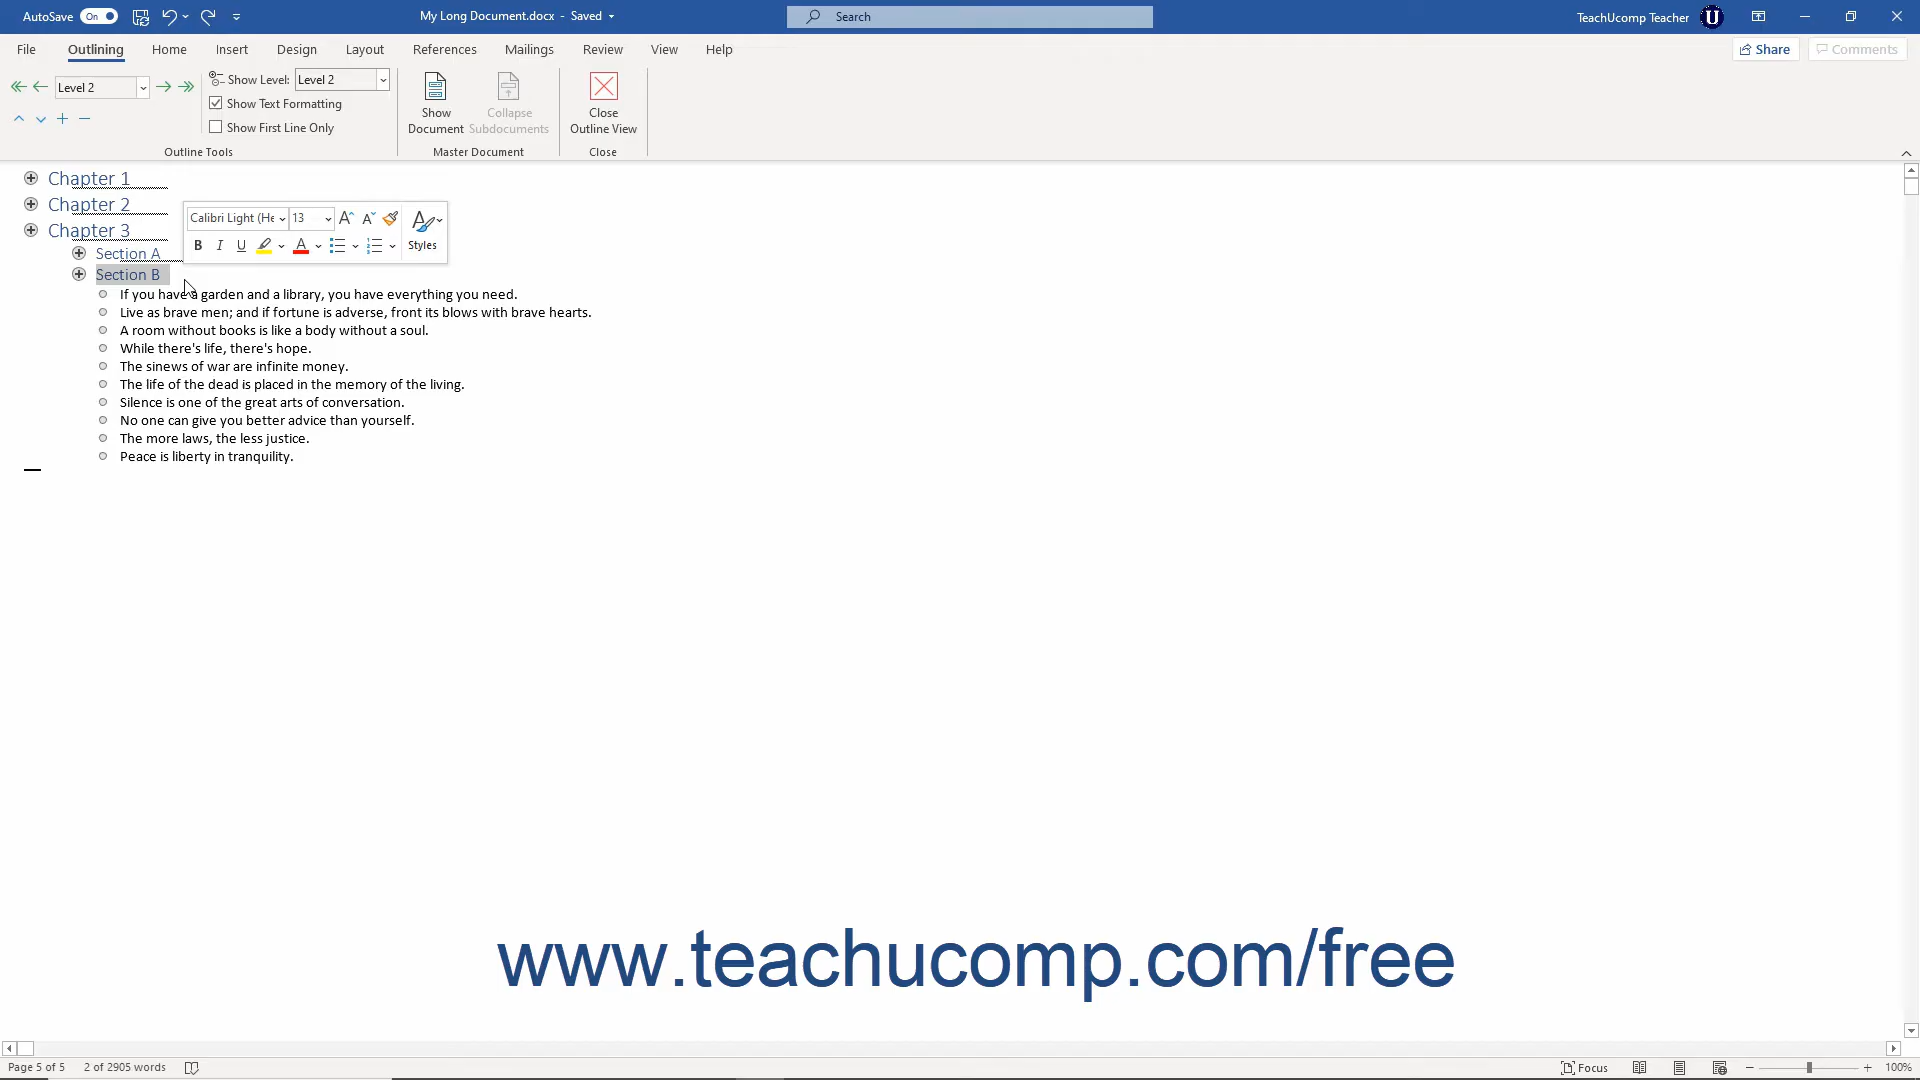 AutoSave On My Long Document.docx - Saved Search TeachUcomp Teacher U
File Outlining Home Insert Design Layout References Mailings Review View Help Share Comments
Level 2 Show Level: Level 2
Show Text Formatting
Show First Line Only
Show Document
Collapse Subdocuments
Close Outline View
Outline Tools Master Document Close
Chapter 1
Chapter 2
Chapter 3
Calibri Light (He 13
B I U Styles
Section A
Section B
If you have a garden and a library, you have everything you need.
Live as brave men; and if fortune is adverse, front its blows with brave hearts.
A room without books is like a body without a soul.
While there's life, there's hope.
The sinews of war are infinite money.
The life of the dead is placed in the memory of the living.
Silence is one of the great arts of conversation.
No one can give you better advice than yourself.
The more laws, the less justice.
Peace is liberty in tranquility.
www.teachucomp.com/free
Page 5 of 5 2 of 2905 words Focus 100%